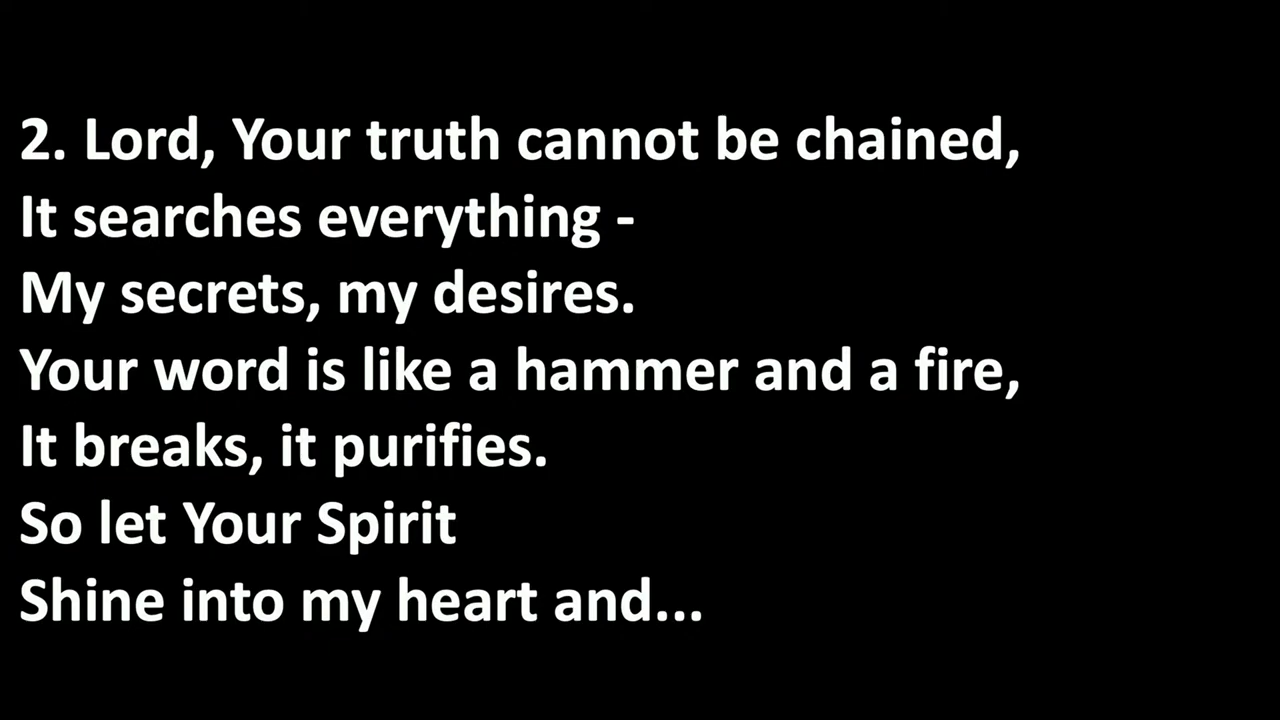 2. Lord, Your truth cannot be chained,
It searches everything -
My secrets, my desires.
Your word is like a hammer and a fire,
It breaks, it purifies.
So let Your Spirit
Shine into my heart and...